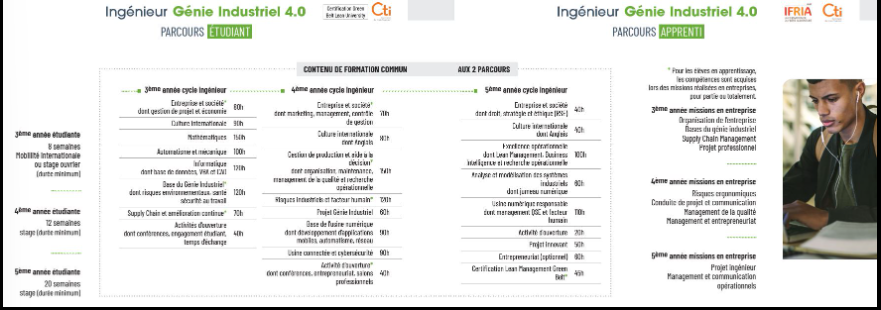 Ingénieur Génie Industriel 4.0
Certification Green
Belt Lean University
Cti
PARCOURS ÉTUDIANT
Ingénieur Génie Industriel 4.0
IFRIA
Cti
PARCOURS APPRENTI
CONTENU DE FORMATION COMMUN
AUX 2 PARCOURS
3ème année étudiante
8 semaines
Mobilité internationale
ou stage ouvrier
(durée minimum)
4ème année étudiante
12 semaines
stage (durée minimum)
5ème année étudiante
20 semaines
stage (durée minimum)
3ème année cycle ingénieur
Entreprise et société*
dont gestion de projet et économie 80h
Culture internationale 90h
Mathématiques 150h
Automatisme et mécanique 100h
Informatique
dont base de données, VBA et CAO 120h
Base du Génie Industriel*
dont risques environnementaux, santé 120h
sécurité au travail
Supply Chain et amélioration continue* 70h
Activités d'ouverture
dont conférences, engagement étudiant, 40h
temps d'échange
4ème année cycle ingénieur
Entreprise et société*
dont marketing, management, contrôle 70h
de gestion
Culture internationale
dont Anglais 80h
Gestion de production et aide à la
décision*
dont organisation, maintenance, 150h
management de la qualité et recherche
opérationnelle
Risques industriels et facteur humain* 120h
Projet Génie Industriel 60h
Base de l'usine numérique
dont développement d'applications 90h
mobiles, automatisme, réseau
Usine connectée et cybersécurité 90h
Activité d'ouverture*
dont conférences, entrepreneuriat, salons 40h
professionnels
5ème année cycle ingénieur
Entreprise et société
dont droit, stratégie et éthique (RSE) 40h
Culture internationale
dont Anglais 40h
Excellence opérationnelle
dont Lean Management, Business 100h
intelligence et recherche opérationnelle
Analyse et modélisation des systèmes
industriels 60h
dont jumeau numérique
Usine numérique responsable
dont management QSE et facteur 110h
humain
Activité d'ouverture 20h
Projet Innovant 50h
Entrepreneuriat (optionnel) 60h
Certification Lean Management Green
Belt* 45h
* Pour les élèves en apprentissage,
les compétences sont acquises
lors des missions réalisées en entreprises,
pour partie ou totalement.
3ème année missions en entreprise
Organisation de l'entreprise
Bases du génie industriel
Supply Chain Management
Projet professionnel
4ème année missions en entreprise
Risques ergonomiques
Conduite de projet et communication
Management de la qualité
Management et entrepreneuriat
5ème année missions en entreprise
Projet ingénieur
Management et communication
opérationnels